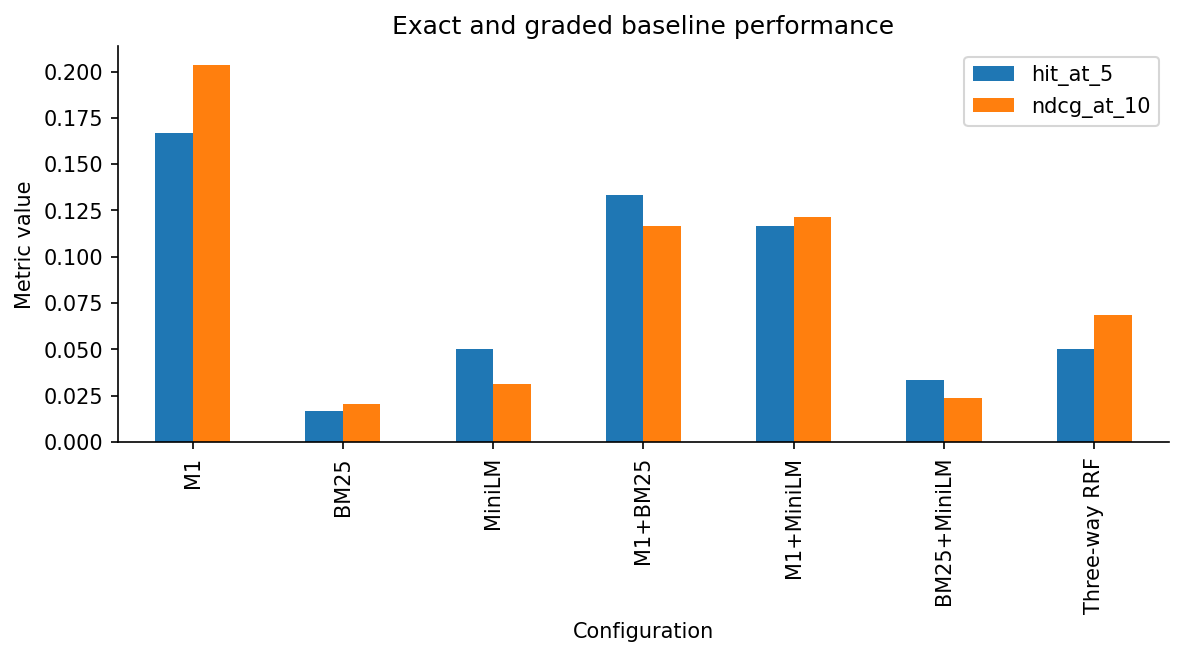 Exact and graded baseline performance
hit_at_5
ndcg_at_10
Metric value
0.200
0.175
0.150
0.125
0.100
0.075
0.050
0.025
0.000
M1
BM25
MiniLM
M1+BM25
M1+MiniLM
BM25+MiniLM
Three-way RRF
Configuration